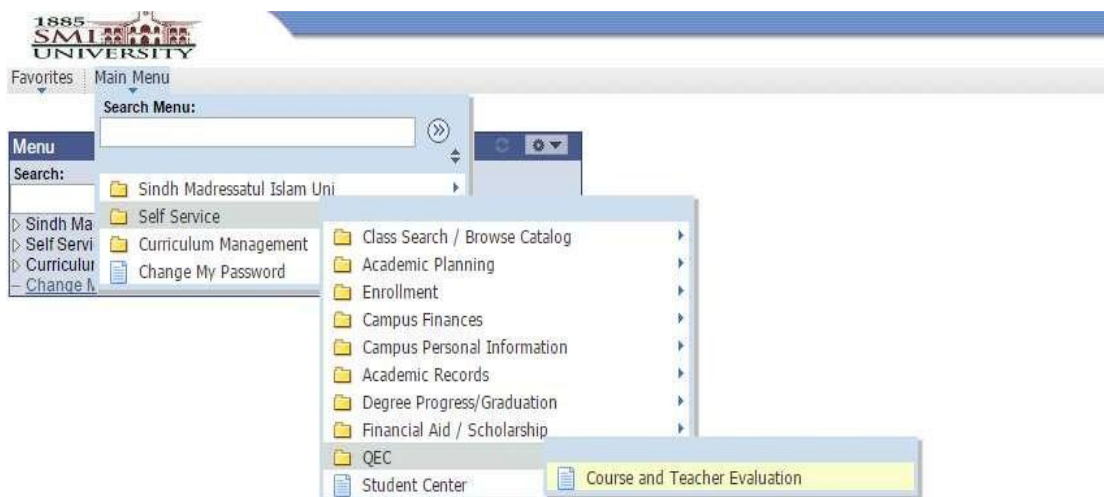 1885
SMI
UNIVERSITY
Favorites Main Menu
Search Menu:
Menu
Search:
Sindh Madressatul Islam Uni
Self Service
Curriculum Management
Change My Password
Sindh Ma
Self Servi
Curriculur
Change M
Class Search / Browse Catalog
Academic Planning
Enrollment
Campus Finances
Campus Personal Information
Academic Records
Degree Progress/Graduation
Financial Aid / Scholarship
QEC
Student Center
Course and Teacher Evaluation